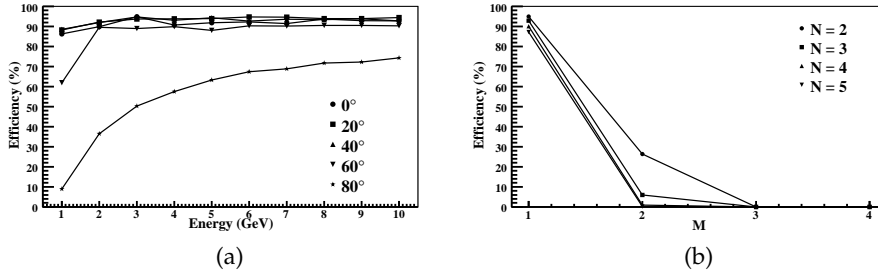 100
90
80
70
60
50
40
30
20
10
0
Efficiency (%)
0°
20°
40°
60°
80°
1 2 3 4 5 6 7 8 9 10
Energy (GeV)
(a)
100
90
80
70
60
50
40
30
20
10
0
Efficiency (%)
N = 2
N = 3
N = 4
N = 5
1 2 3 4
M
(b)